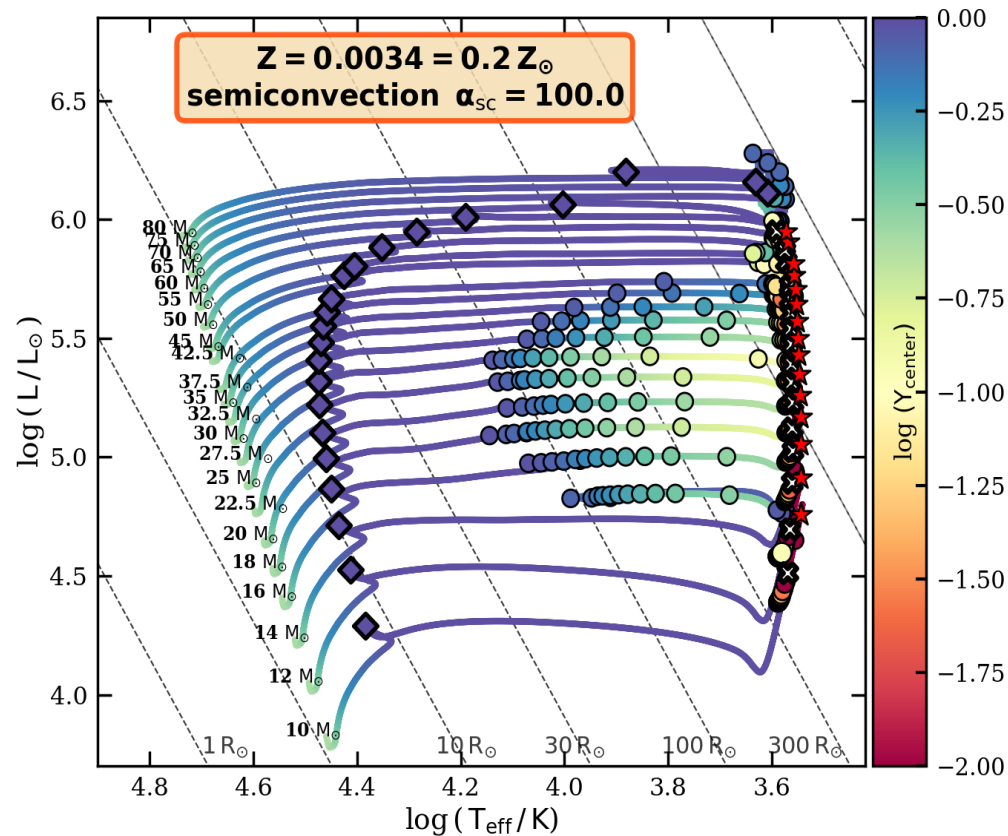 Z = 0.0034 = 0.2 Z☉
semiconvection α_sc = 100.0
log ( L / L☉)
6.5
6.0
5.5
5.0
4.5
4.0
80 M☉
75 M☉
70 M☉
65 M☉
60 M☉
55 M☉
50 M☉
45 M☉
42.5 M☉
37.5 M☉
35 M☉
32.5 M☉
30 M☉
27.5 M☉
25 M☉
22.5 M☉
20 M☉
18 M☉
16 M☉
14 M☉
12 M☉
10 M☉
1 R☉
10 R☉
30 R☉
100 R☉
300 R☉
4.8
4.6
4.4
4.2
4.0
3.8
3.6
log ( T_eff / K)
0.00
−0.25
−0.50
−0.75
−1.00
−1.25
−1.50
−1.75
−2.00
log (Y_center)